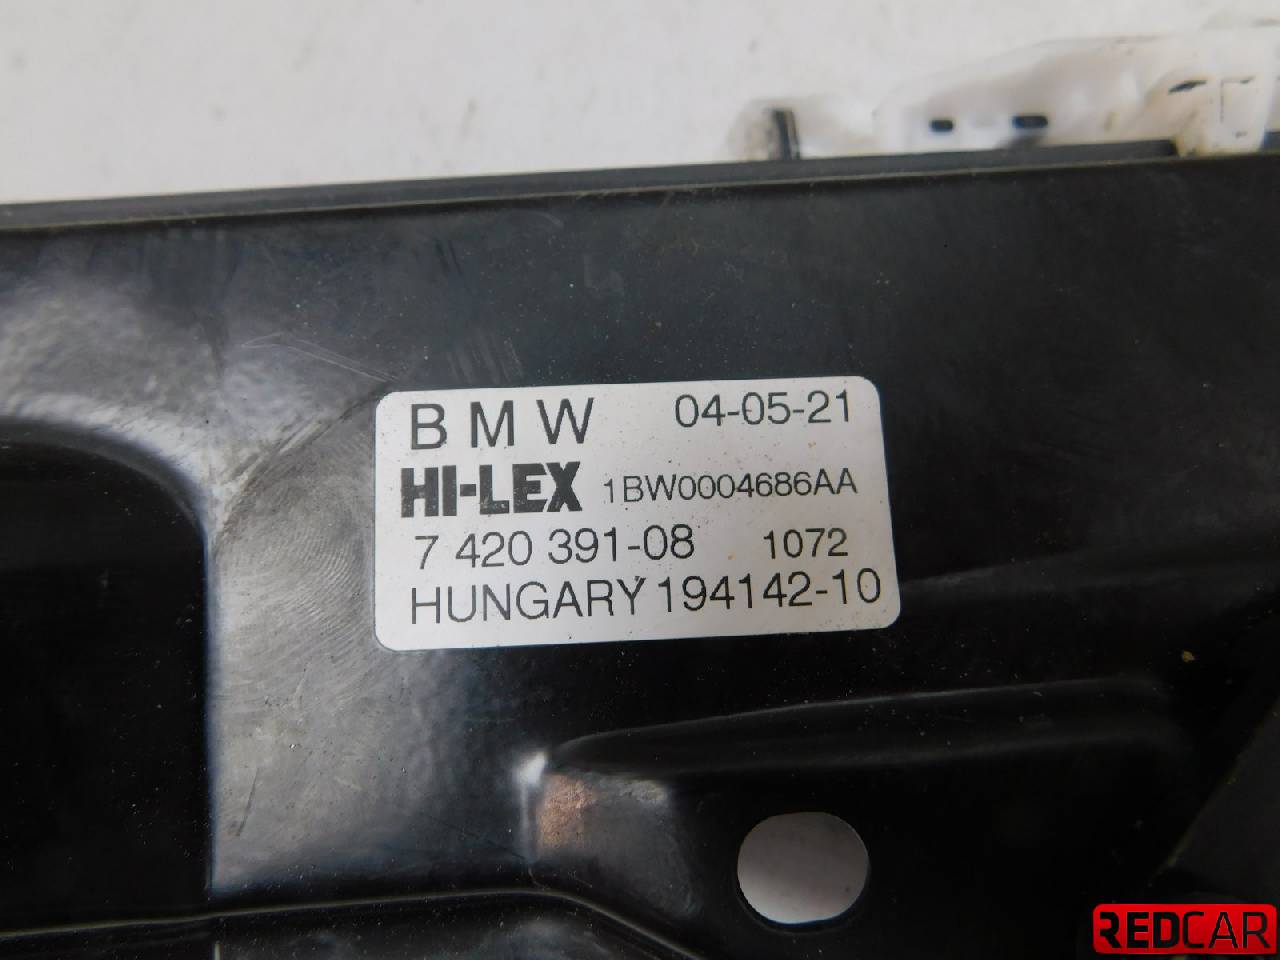 BMW 04-05-21
HI-LEX 1BW0004686AA
7 420 391-08 1072
HUNGARY 194142-10
REDCAR